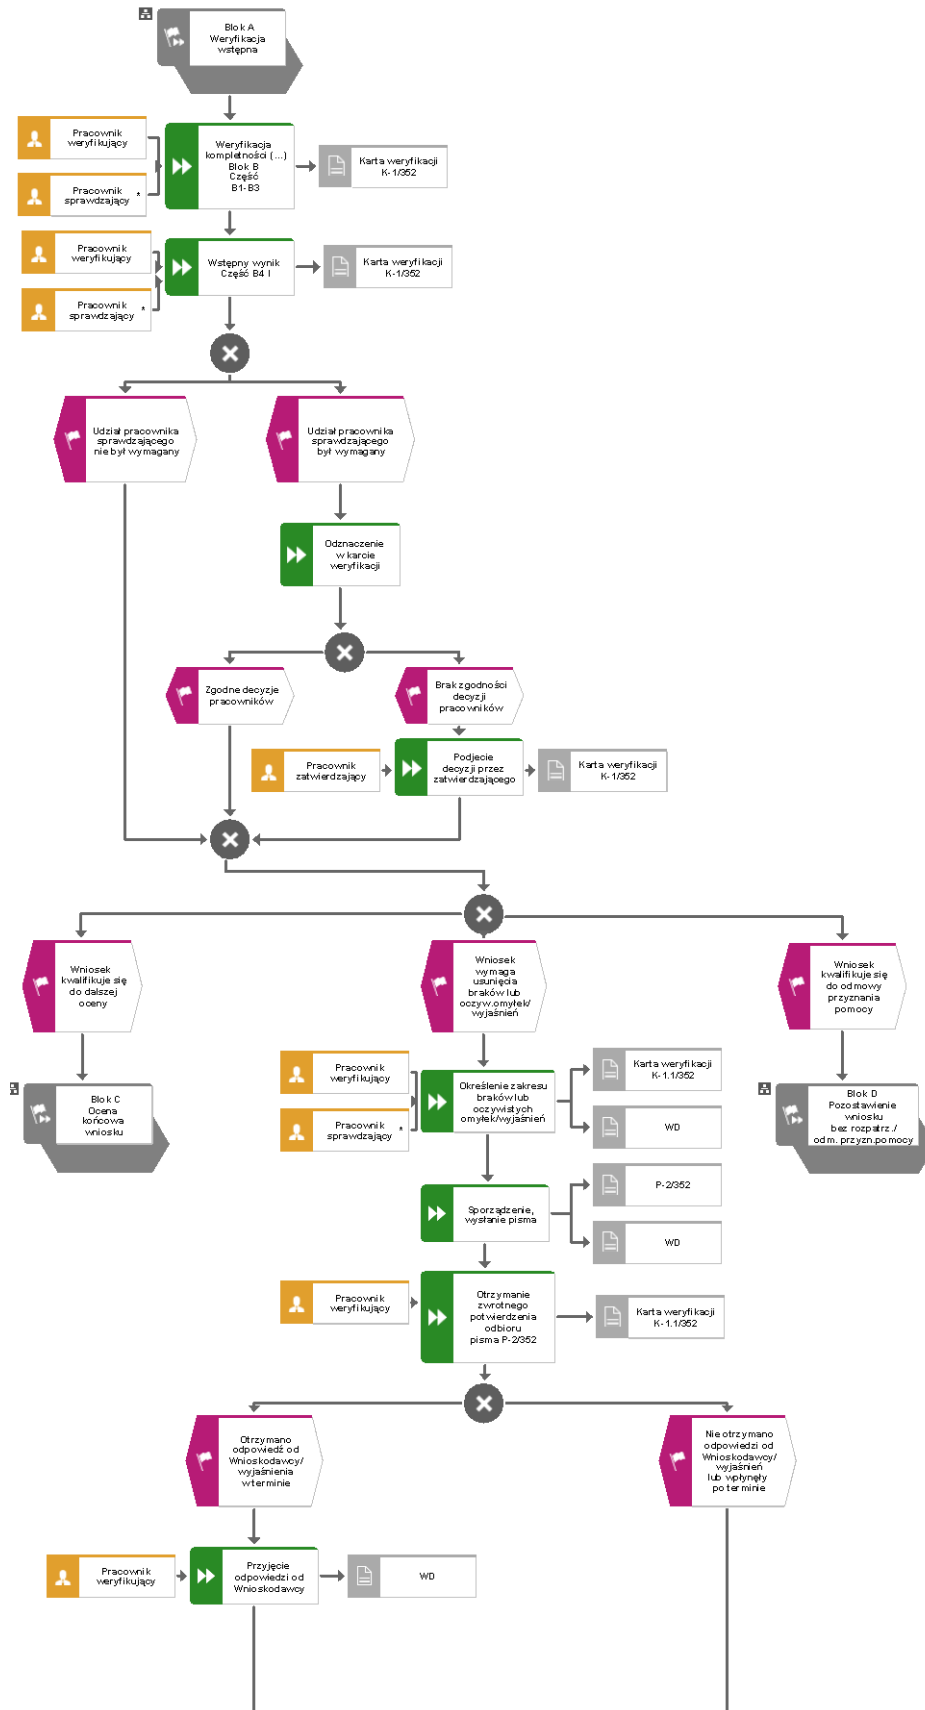 Blok A
Weryfikacja
wstępna
Pracownik
weryfikujący
Pracownik
sprawdzający *
Weryfikacja
kompletności (...)
Blok B
Część
B1-B3
Karta weryfikacji
K-1/352
Pracownik
weryfikujący
Pracownik
sprawdzający *
Wstępny wynik
Część B4 I
Karta weryfikacji
K-1/352
Udział pracownika
sprawdzającego
nie był wymagany
Udział pracownika
sprawdzającego
był wymagany
Odznaczenie
w karcie
weryfikacji
Zgodne decyzje
pracowników
Brak zgodności
decyzji
pracowników
Pracownik
zatwierdzający
Podjecie
decyzji przez
zatwierdzającego
Karta weryfikacji
K-1/352
Wniosek
kwalifikuje się
do dalszej
oceny
Wniosek
wymaga
usunięcia
braków lub
oczyw.omyłek/
wyjaśnień
Wniosek
kwalifikuje się
do odmowy
przyznania
pomocy
Blok C
Ocena
końcowa
wniosku
Pracownik
weryfikujący
Pracownik
sprawdzający *
Określenie zakresu
braków lub
oczywistych
omyłek/wyjaśnień
Karta weryfikacji
K-1.1/352
WD
Blok D
Pozostawienie
wniosku
bez rozpatrz./
odm. przyzn.pomocy
Sporządzenie,
wysłanie pisma
P-2/352
WD
Pracownik
weryfikujący
Otrzymanie
zwrotnego
potwierdzenia
odbioru
pisma P-2/352
Karta weryfikacji
K-1.1/352
Otrzymano
odpowiedź od
Wnioskodawcy/
wyjaśnienia
w terminie
Nie otrzymano
odpowiedzi od
Wnioskodawcy/
wyjaśnień
lub wpłynęły
po terminie
Pracownik
weryfikujący
Przyjęcie
odpowiedzi od
Wnioskodawcy
WD